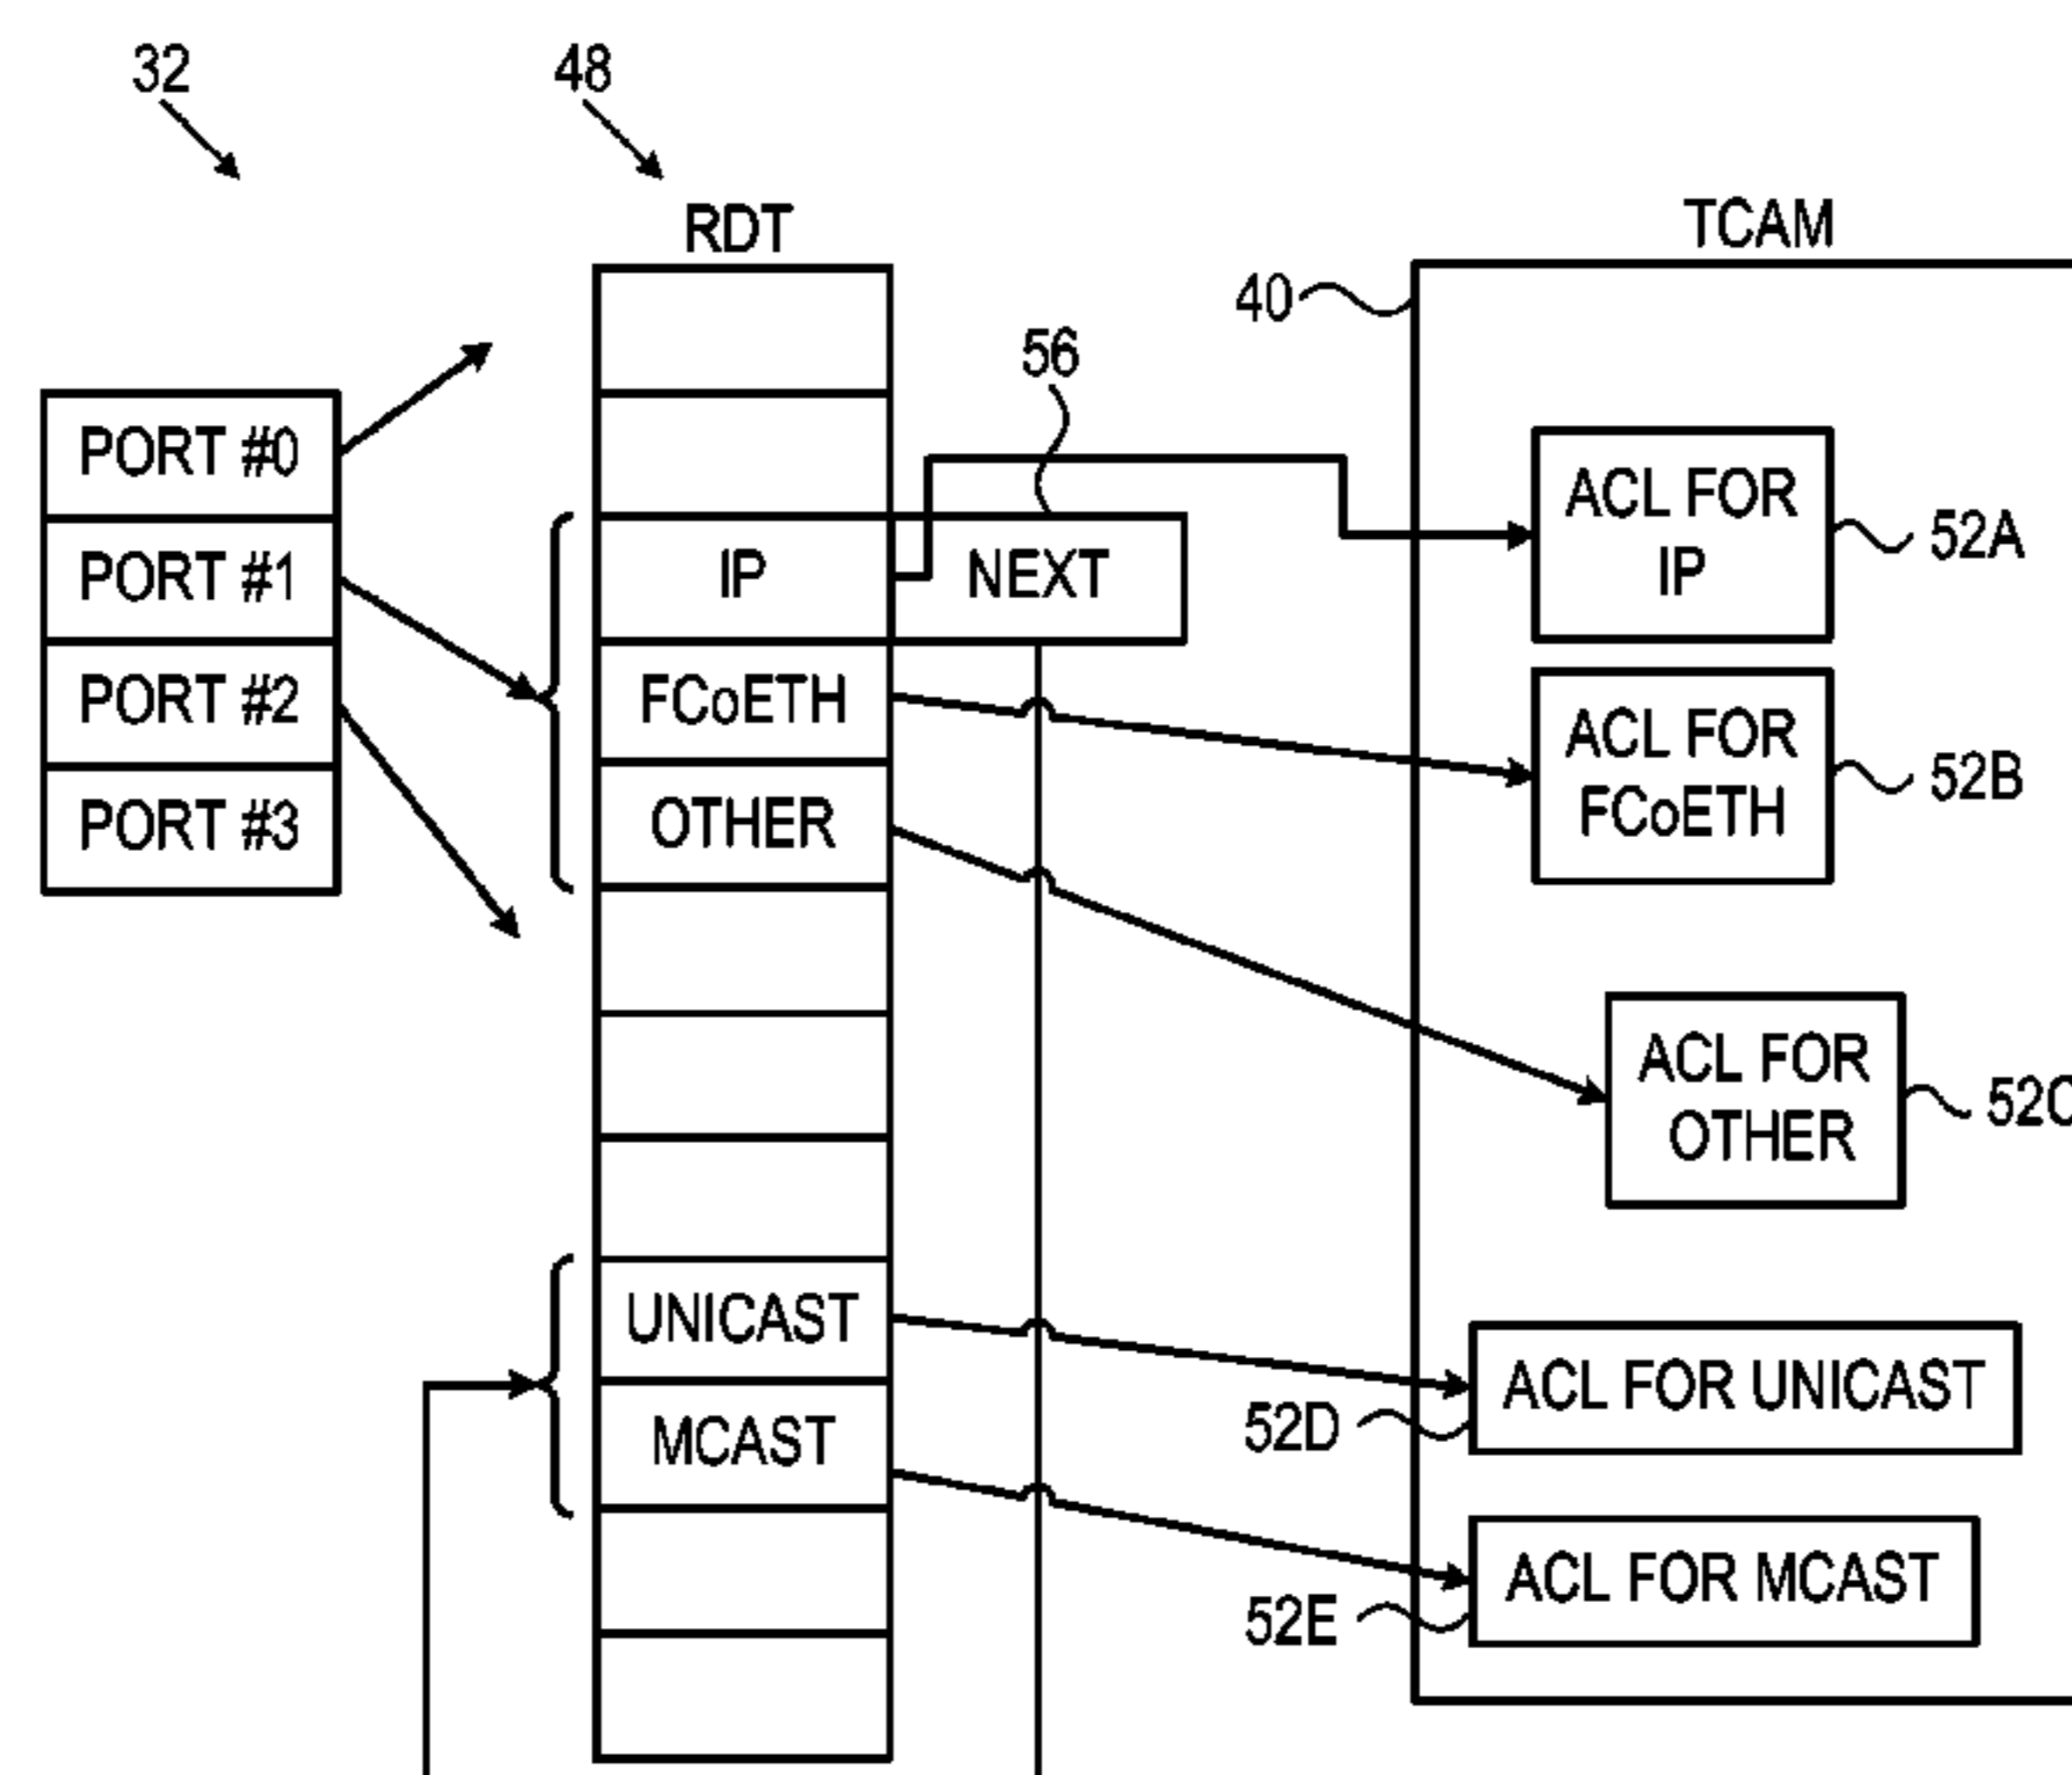 32
48
RDT
TCAM
40
56
PORT #0
PORT #1
PORT #2
PORT #3
IP
NEXT
FCoETH
OTHER
UNICAST
MCAST
ACL FOR
IP
52A
ACL FOR
FCoETH
52B
ACL FOR
OTHER
52C
ACL FOR UNICAST
52D
ACL FOR MCAST
52E